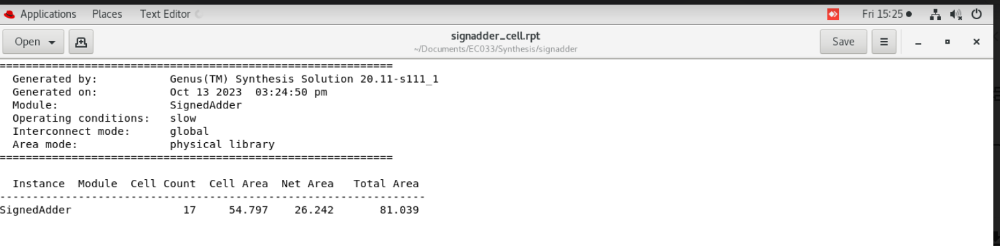 Applications Places Text Editor Fri 15:25
Open signadder_cell.rpt Save
~/Documents/EC033/Synthesis/signadder
============================================================
  Generated by:           Genus(TM) Synthesis Solution 20.11-s111_1
  Generated on:           Oct 13 2023  03:24:50 pm
  Module:                 SignedAdder
  Operating conditions:   slow
  Interconnect mode:      global
  Area mode:              physical library
============================================================
  Instance  Module  Cell Count  Cell Area  Net Area   Total Area
-----------------------------------------------------------------
SignedAdder                 17     54.797    26.242       81.039